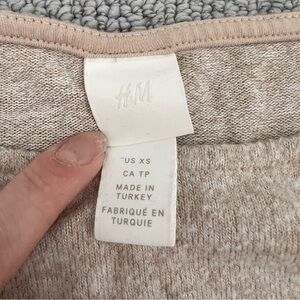 H&M
US XS
CA TP
MADE IN
TURKEY
FABRIQUÉ EN
TURQUIE